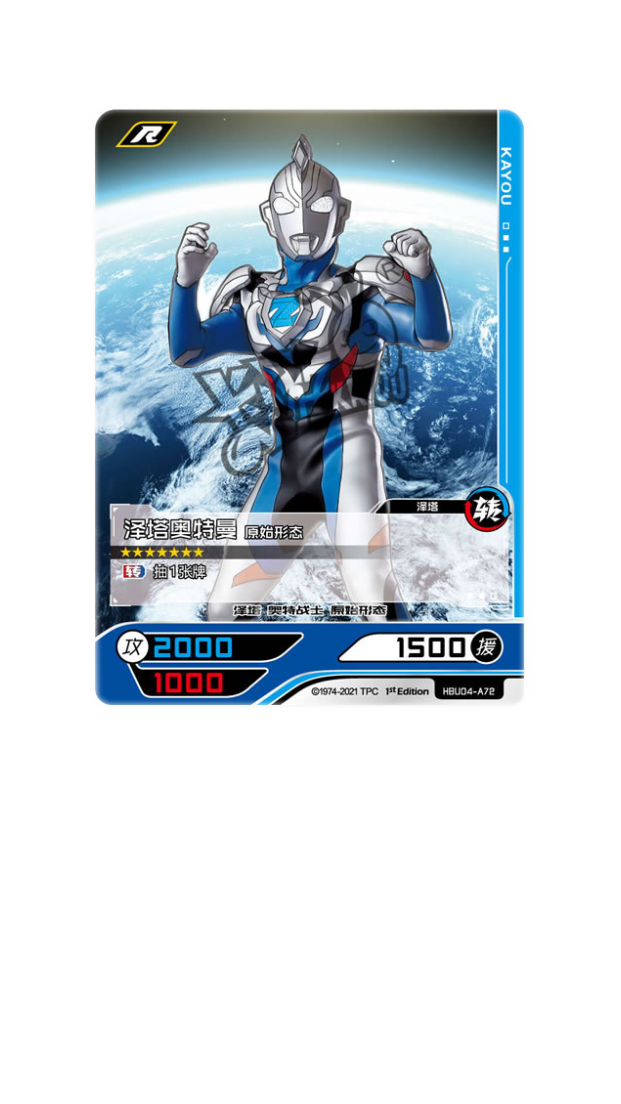 R
KAYOU
泽塔
转
泽塔奥特曼 原始形态
★★★★★★★
转 抽1张牌
泽塔 奥特战士 原始形态
攻 2000
1500 援
1000
©1974-2021 TPC 1st Edition HBU04-A72